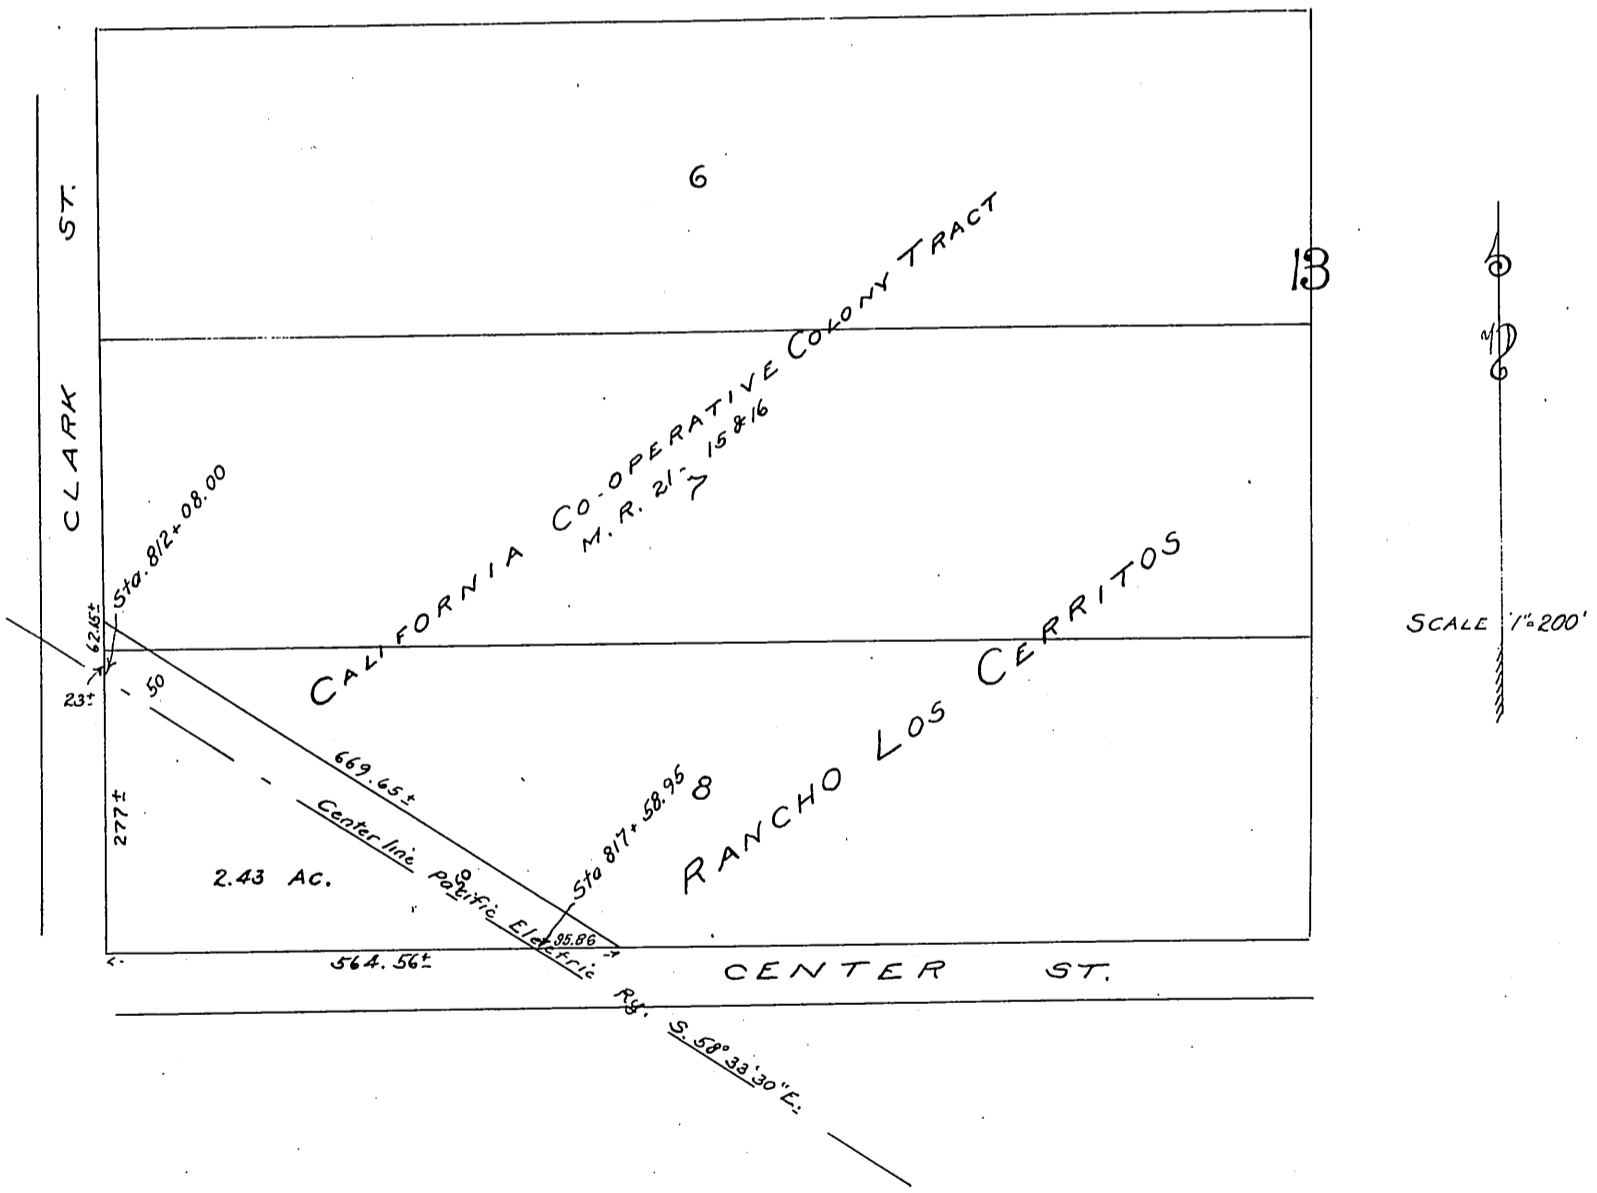 6
13
CLARK ST.
CALIFORNIA CO-OPERATIVE COLONY TRACT
M. R. 21 - 15 & 16
7
Sta. 812+08.00
62.15±
23±
50
SCALE 1"=200'
RANCHO LOS CERRITOS
669.65±
277±
Sta 817+58.95
8
2.43 AC.
50
Center line Pacific Electric Ry. S. 58° 33' 30" E.
95.86
564.56±
CENTER ST.